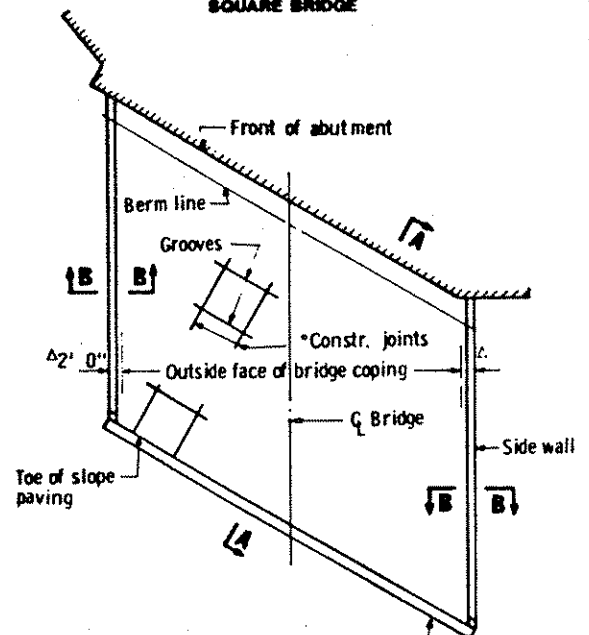 SQUARE BRIDGE
Front of abutment
Berm line
A
Grooves
B B
*Constr. joints
Δ2' 0"
Outside face of bridge coping
Δ
℄ Bridge
Side wall
Toe of slope
paving
B B
A